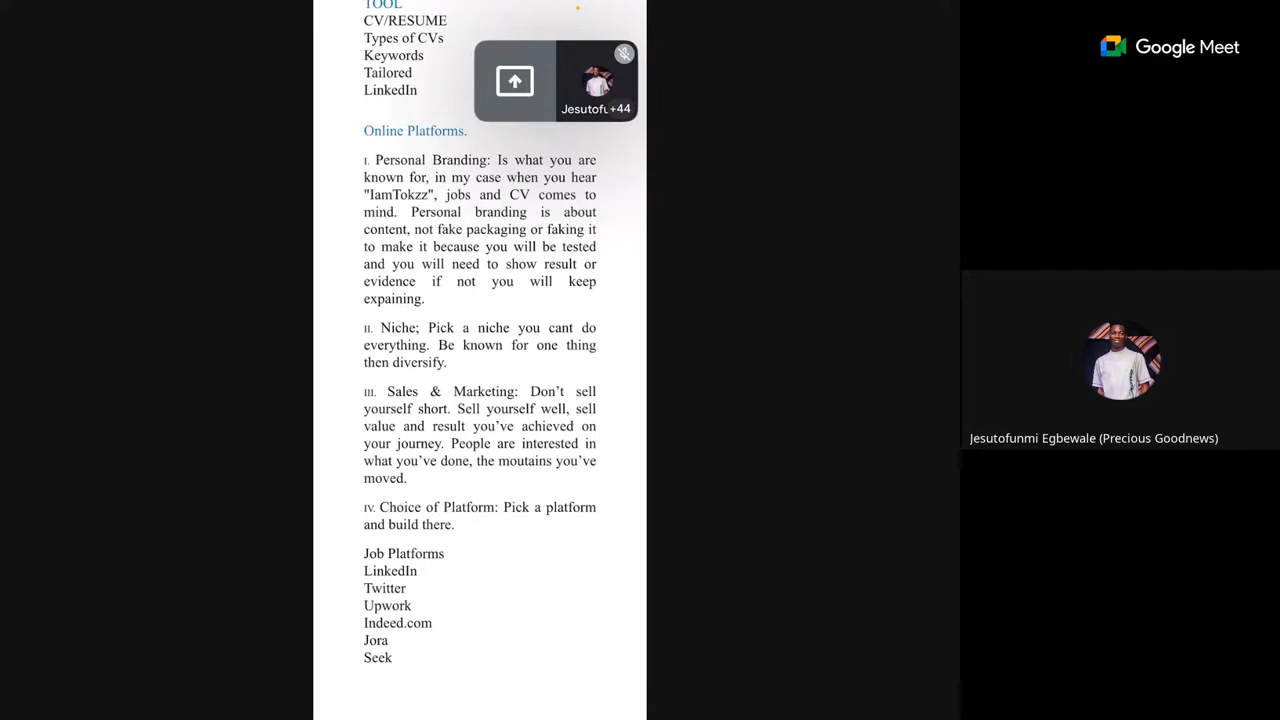 TOOL
CV/RESUME
Types of CVs
Keywords
Tailored
LinkedIn
Jesutofu +44
Online Platforms.
I. Personal Branding: Is what you are
known for, in my case when you hear
"IamTokzz", jobs and CV comes to
mind. Personal branding is about
content, not fake packaging or faking it
to make it because you will be tested
and you will need to show result or
evidence if not you will keep
expaining.
II. Niche; Pick a niche you cant do
everything. Be known for one thing
then diversify.
III. Sales & Marketing: Don’t sell
yourself short. Sell yourself well, sell
value and result you’ve achieved on
your journey. People are interested in
what you’ve done, the moutains you’ve
moved.
IV. Choice of Platform: Pick a platform
and build there.
Job Platforms
LinkedIn
Twitter
Upwork
Indeed.com
Jora
Seek
Google Meet
Jesutofunmi Egbewale (Precious Goodnews)